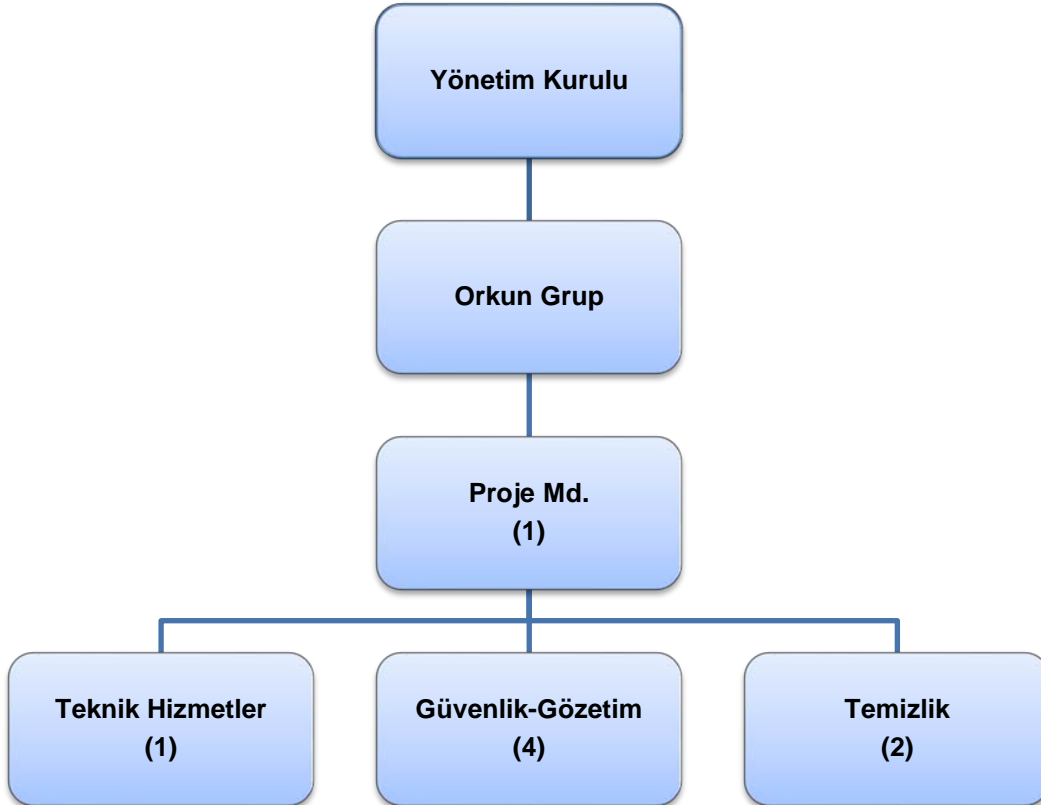 Yönetim Kurulu
Orkun Grup
Proje Md.
(1)
Teknik Hizmetler
(1)
Güvenlik-Gözetim
(4)
Temizlik
(2)